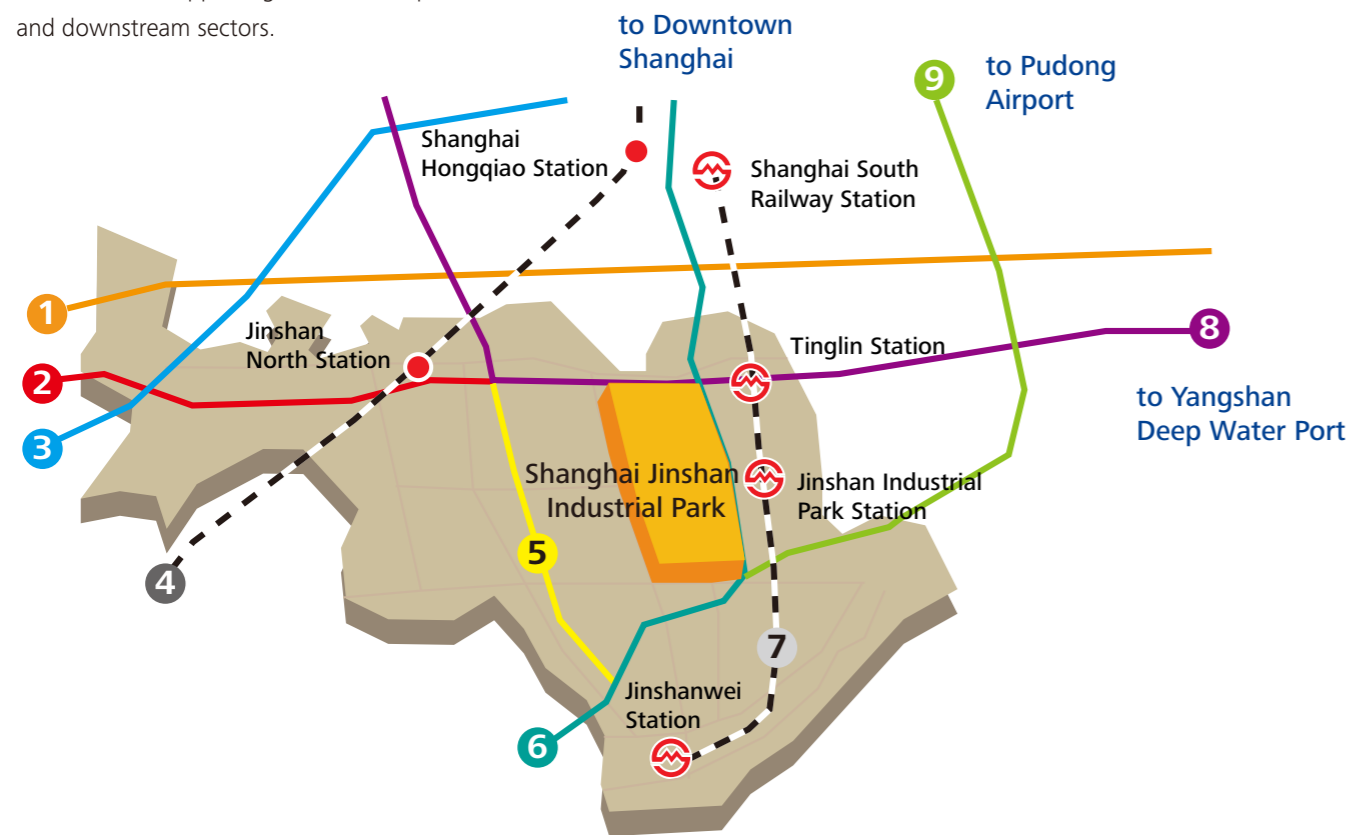 and downstream sectors.
to Downtown
Shanghai
9
to Pudong
Airport
Shanghai
Hongqiao Station
Shanghai South
Railway Station
1
Jinshan
North Station
Tinglin Station
8
2
to Yangshan
Deep Water Port
3
Shanghai Jinshan
Industrial Park
Jinshan Industrial
Park Station
5
4
7
Jinshanwei
Station
6